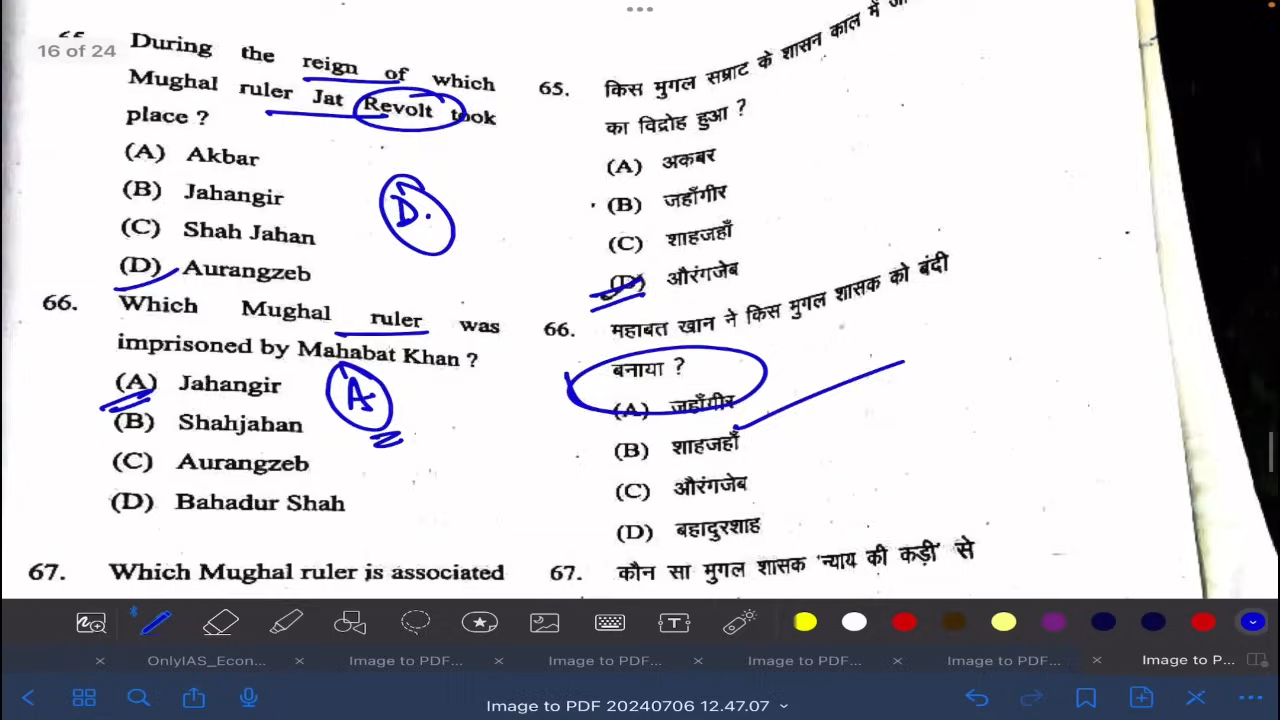 16 of 24
During the reign of which
Mughal ruler Jat Revolt took
place ?
(A) Akbar
(B) Jahangir
(C) Shah Jahan
(D) Aurangzeb
D.
66. Which Mughal ruler was
imprisoned by Mahabat Khan ?
(A) Jahangir
(B) Shahjahan
(C) Aurangzeb
(D) Bahadur Shah
A
67. Which Mughal ruler is associated
65. किस मुगल सम्राट के शासन काल में
का विद्रोह हुआ ?
(A) अकबर
(B) जहाँगीर
(C) शाहजहाँ
(D) औरंगजेब
66. महाबत खान ने किस मुगल शासक को बंदी
बनाया ?
(A) जहाँगीर
(B) शाहजहाँ
(C) औरंगजेब
(D) बहादुरशाह
67. कौन सा मुगल शासक 'न्याय की कड़ी' से
OnlyIAS_Econ...
Image to PDF...
Image to PDF...
Image to PDF...
Image to PDF...
Image to P...
Image to PDF 20240706 12.47.07